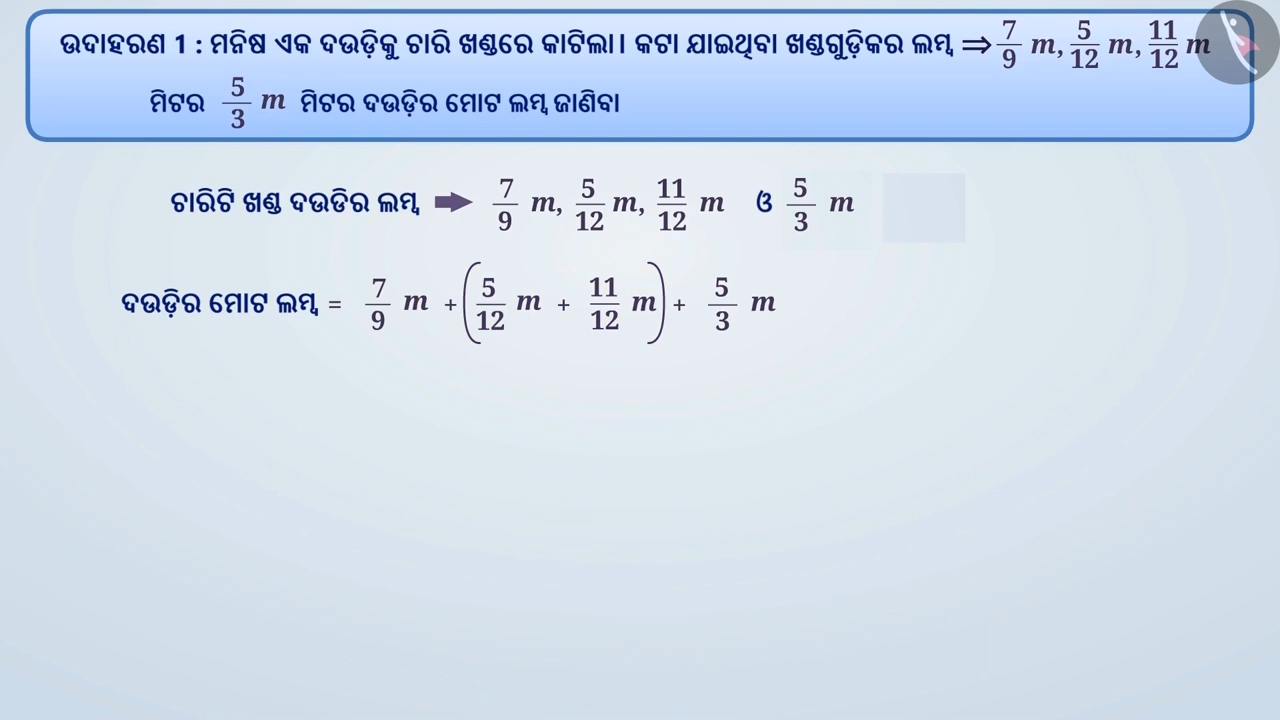 ଉଦାହରଣ 1 : ମନିଷ ଏକ ଦଉଡ଼ିକୁ ଚାରି ଖଣ୍ଡରେ କାଟିଲା। କଟା ଯାଇଥିବା ଖଣ୍ଡଗୁଡ଼ିକର ଲମ୍ବ ⇒ 7/9 m, 5/12 m, 11/12 m
ମିଟର 5/3 m ମିଟର ଦଉଡ଼ିର ମୋଟ ଲମ୍ବ ଜାଣିବା
ଚାରିଟି ଖଣ୍ଡ ଦଉଡିର ଲମ୍ବ ➡ 7/9 m, 5/12 m, 11/12 m ଓ 5/3 m
ଦଉଡ଼ିର ମୋଟ ଲମ୍ବ = 7/9 m + (5/12 m + 11/12 m) + 5/3 m